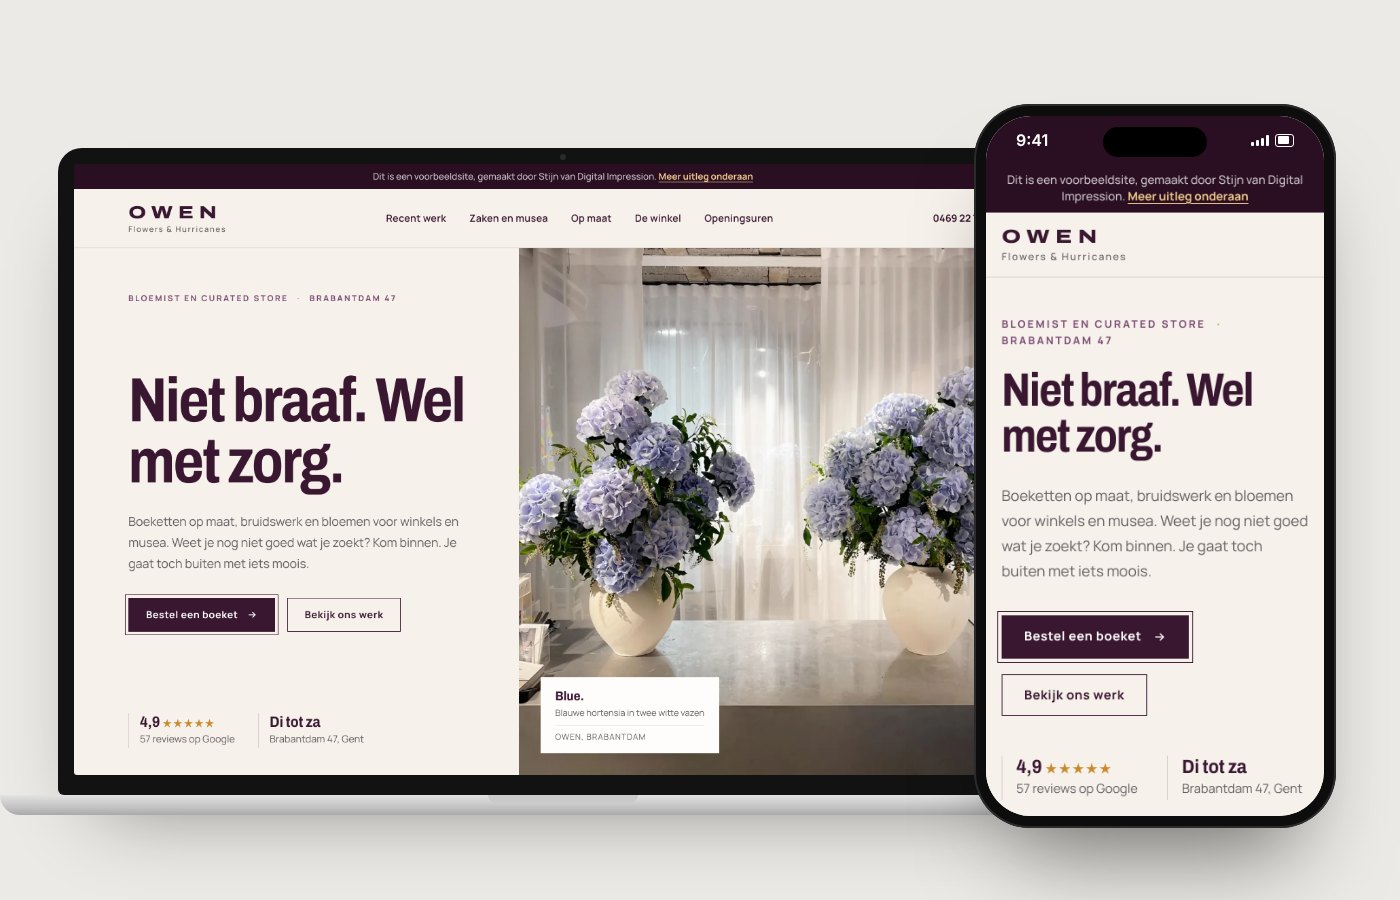 Dit is een voorbeeldsite, gemaakt door Stijn van Digital Impression. Meer uitleg onderaan
OWEN
Flowers & Hurricanes
Recent werk
Zaken en musea
Op maat
De winkel
Openingsuren
0469 22
BLOEMIST EN CURATED STORE · BRABANTDAM 47
Niet braaf. Wel
met zorg.
Boeketten op maat, bruidswerk en bloemen voor winkels en
musea. Weet je nog niet goed wat je zoekt? Kom binnen. Je
gaat toch buiten met iets moois.
Bestel een boeket →
Bekijk ons werk
4,9 ★★★★★
57 reviews op Google
Di tot za
Brabantdam 47, Gent
Blue.
Blauwe hortensia in twee witte vazen
OWEN, BRABANTDAM
9:41
Dit is een voorbeeldsite, gemaakt door Stijn van Digital
Impression. Meer uitleg onderaan
OWEN
Flowers & Hurricanes
BLOEMIST EN CURATED STORE ·
BRABANTDAM 47
Niet braaf. Wel
met zorg.
Boeketten op maat, bruidswerk en bloemen
voor winkels en musea. Weet je nog niet goed
wat je zoekt? Kom binnen. Je gaat toch
buiten met iets moois.
Bestel een boeket →
Bekijk ons werk
4,9 ★★★★★
57 reviews op Google
Di tot za
Brabantdam 47, Gent